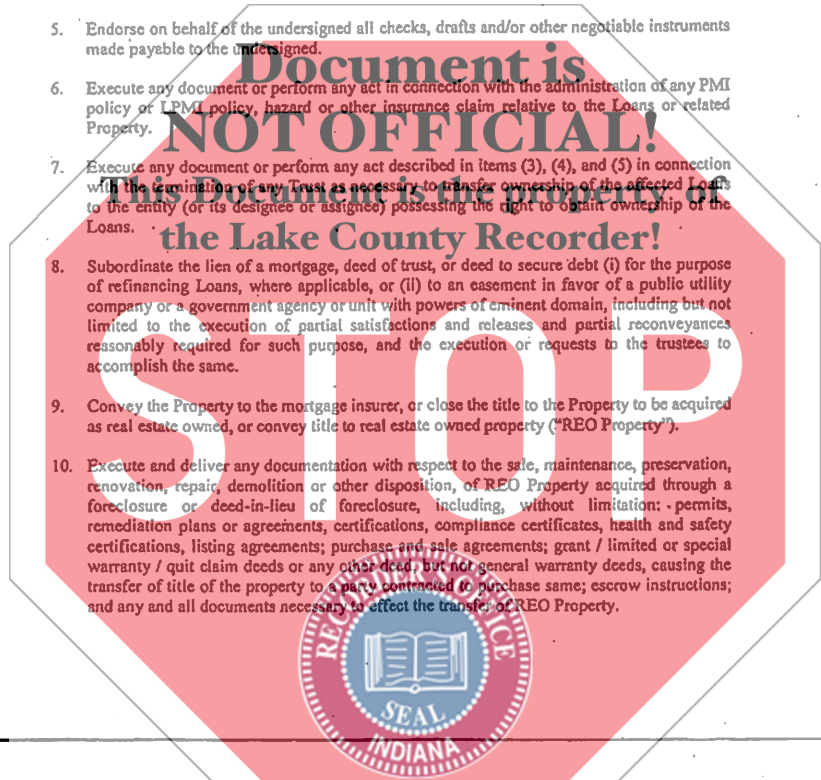 5. Endorse on behalf of the undersigned all checks, drafts and/or other negotiable instruments
made payable to the undersigned.
Document is
6. Execute any document or perform any act in connection with the administration of any PMI
policy or LPMI policy, hazard or other insurance claim relative to the Loans or related
Property.
NOT OFFICIAL!
7. Execute any document or perform any act described in items (3), (4), and (5) in connection
with the termination of any Trust as necessary to transfer ownership of the affected Loans
This Document is the property of
to the entity (or its designee or assignee) possessing the right to obtain ownership of the
Loans.
the Lake County Recorder!
8. Subordinate the lien of a mortgage, deed of trust, or deed to secure debt (i) for the purpose
of refinancing Loans, where applicable, or (ii) to an easement in favor of a public utility
company or a government agency or unit with powers of eminent domain, including but not
limited to the execution of partial satisfactions and releases and partial reconveyances
reasonably required for such purpose, and the execution or requests to the trustees to
accomplish the same.
STOP
9. Convey the Property to the mortgage insurer, or close the title to the Property to be acquired
as real estate owned, or convey title to real estate owned property ("REO Property").
10. Execute and deliver any documentation with respect to the sale, maintenance, preservation,
renovation, repair, demolition or other disposition, of REO Property acquired through a
foreclosure or deed-in-lieu of foreclosure, including, without limitation: permits,
remediation plans or agreements, certifications, compliance certificates, health and safety
certifications, listing agreements; purchase and sale agreements; grant / limited or special
warranty / quit claim deeds or any other deed, but not general warranty deeds, causing the
transfer of title of the property to a party contracted to purchase same; escrow instructions;
and any and all documents necessary to effect the transfer of REO Property.
RECORDER'S OFFICE
SEAL
INDIANA